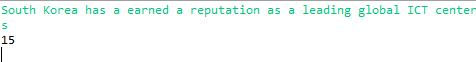 South Korea has a earned a reputation as a leading global ICT center
s
15